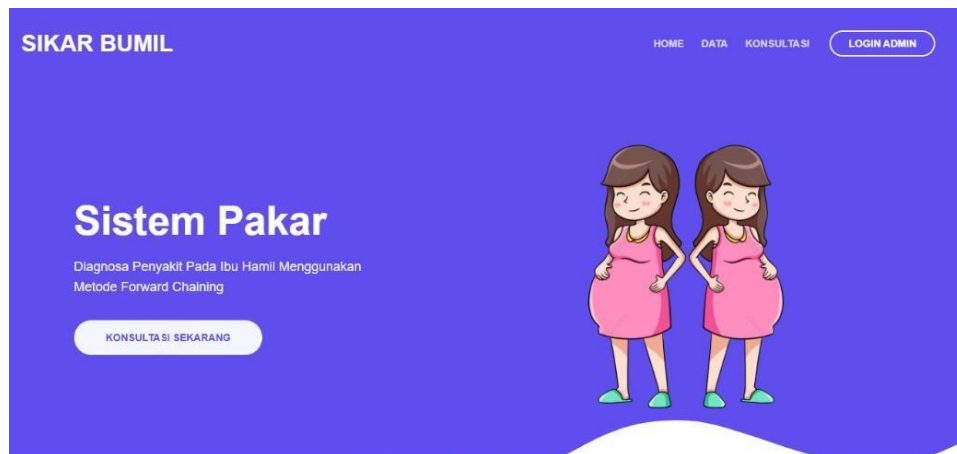 SIKAR BUMIL
HOME DATA KONSULTASI LOGIN ADMIN
Sistem Pakar
Diagnosa Penyakit Pada Ibu Hamil Menggunakan
Metode Forward Chaining
KONSULTASI SEKARANG